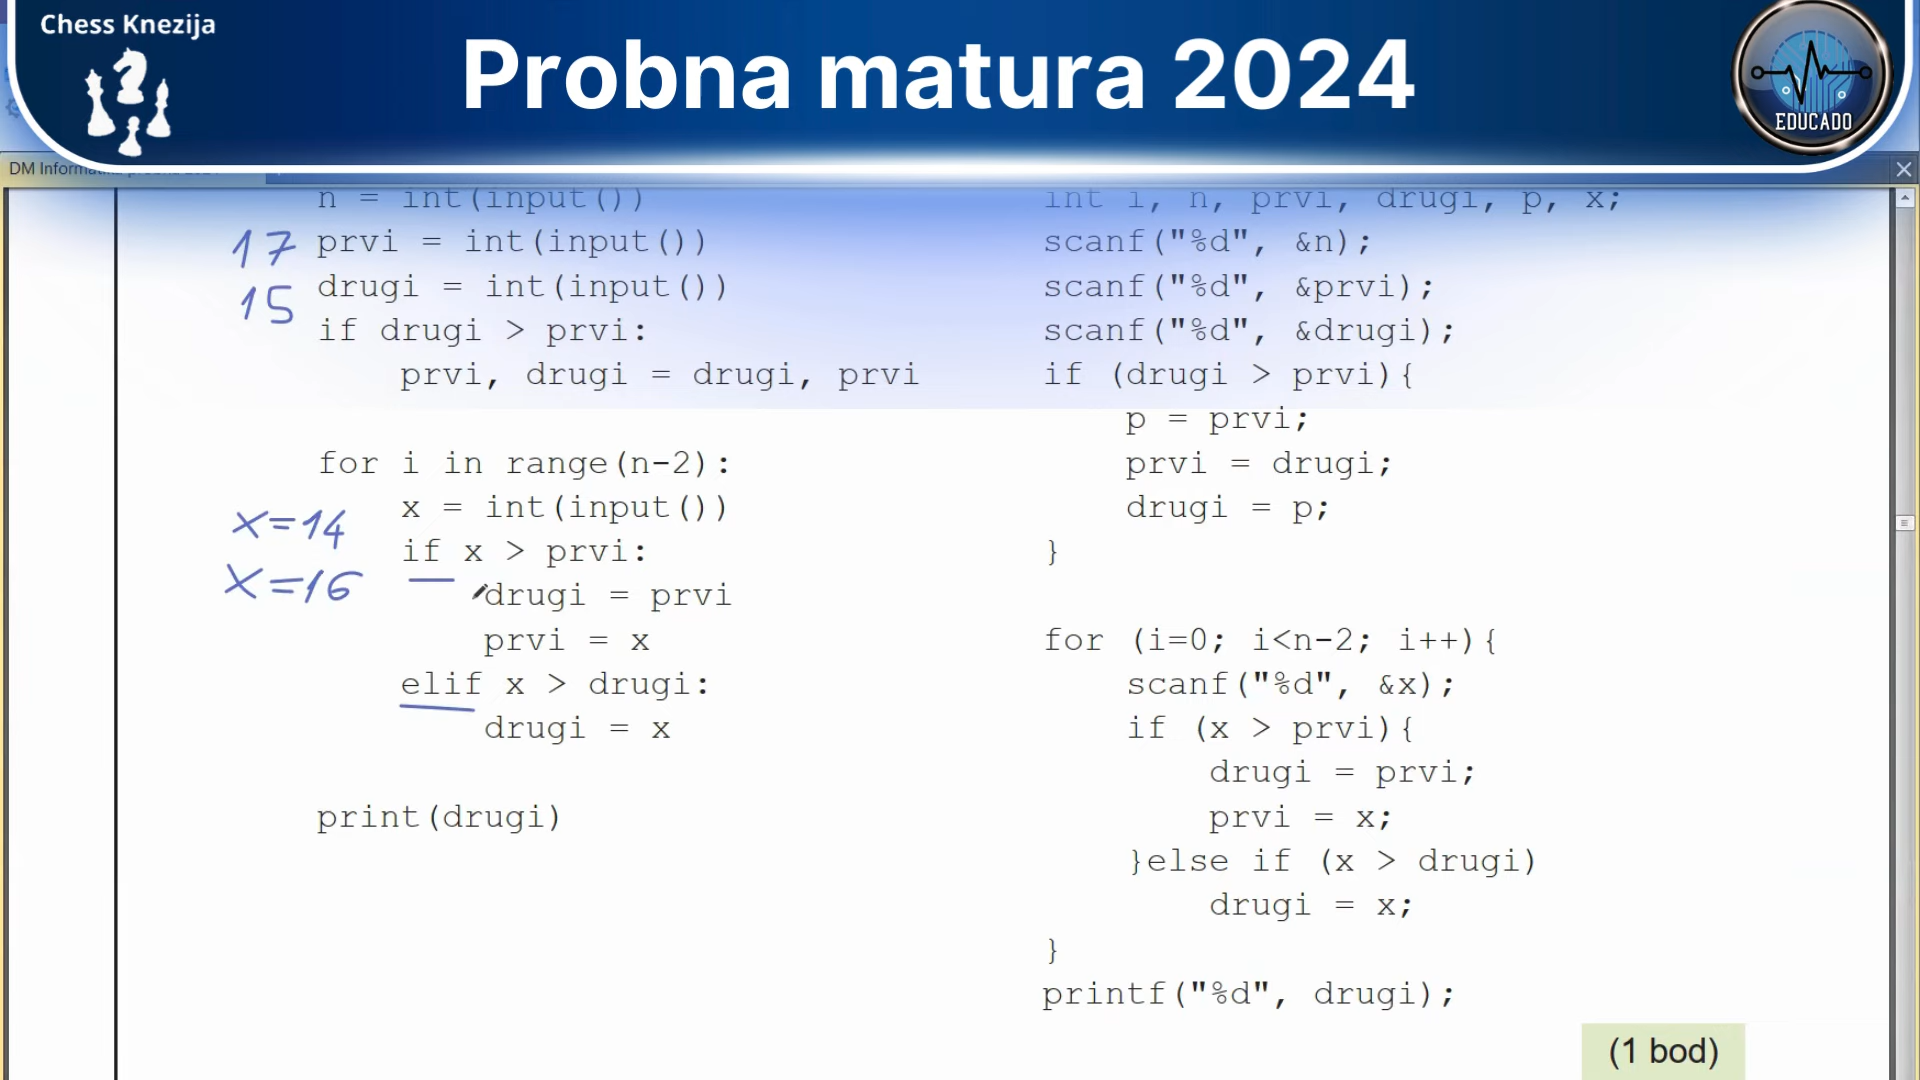 Chess Knezija
Probna matura 2024
EDUCADO
DM Informati
n = int(input())
17 prvi = int(input())
15 drugi = int(input())
if drugi > prvi:
prvi, drugi = drugi, prvi
for i in range(n-2):
x = int(input())
x=14
if x > prvi:
x=16
drugi = prvi
prvi = x
elif x > drugi:
drugi = x
print(drugi)
int i, n, prvi, drugi, p, x;
scanf("%d", &n);
scanf("%d", &prvi);
scanf("%d", &drugi);
if (drugi > prvi){
p = prvi;
prvi = drugi;
drugi = p;
}
for (i=0; i<n-2; i++){
scanf("%d", &x);
if (x > prvi){
drugi = prvi;
prvi = x;
}else if (x > drugi)
drugi = x;
}
printf("%d", drugi);
(1 bod)